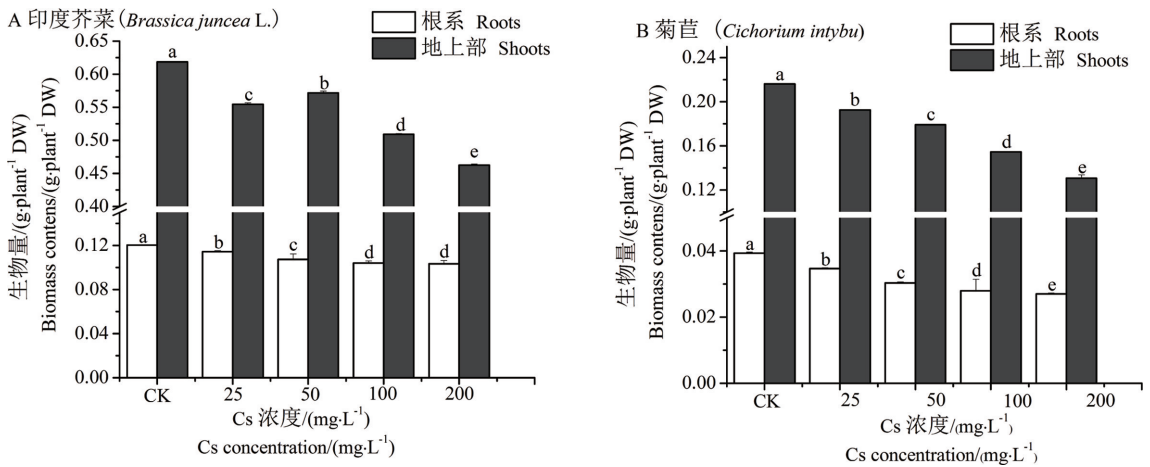 A 印度芥菜(Brassica juncea L.)
根系 Roots
地上部 Shoots
生物量/(g·plant⁻¹ DW)
Biomass contens/(g·plant⁻¹ DW)
0.65
0.60
0.55
0.50
0.45
0.40
0.12
0.08
0.04
0.00
a
c
b
d
e
a
b
c
d
d
CK
25
50
100
200
Cs 浓度/(mg·L⁻¹)
Cs concentration/(mg·L⁻¹)
B 菊苣 (Cichorium intybu)
根系 Roots
地上部 Shoots
生物量/(g·plant⁻¹ DW)
Biomass contens/(g·plant⁻¹ DW)
0.24
0.20
0.16
0.12
0.04
0.02
0.00
a
b
c
d
e
a
b
c
d
e
CK
25
50
100
200
Cs 浓度/(mg·L⁻¹)
Cs concentration/(mg·L⁻¹)